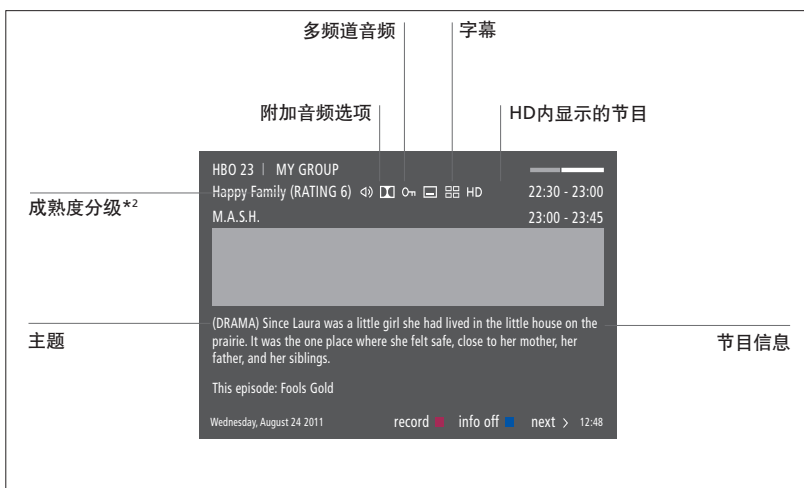 多频道音频
字幕
附加音频选项
HD内显示的节目
HBO 23 | MY GROUP
Happy Family (RATING 6) HD 22:30 - 23:00
成熟度分级*2
M.A.S.H. 23:00 - 23:45
(DRAMA) Since Laura was a little girl she had lived in the little house on the
主题
prairie. It was the one place where she felt safe, close to her mother, her
节目信息
father, and her siblings.
This episode: Fools Gold
Wednesday, August 24 2011 record info off next > 12:48